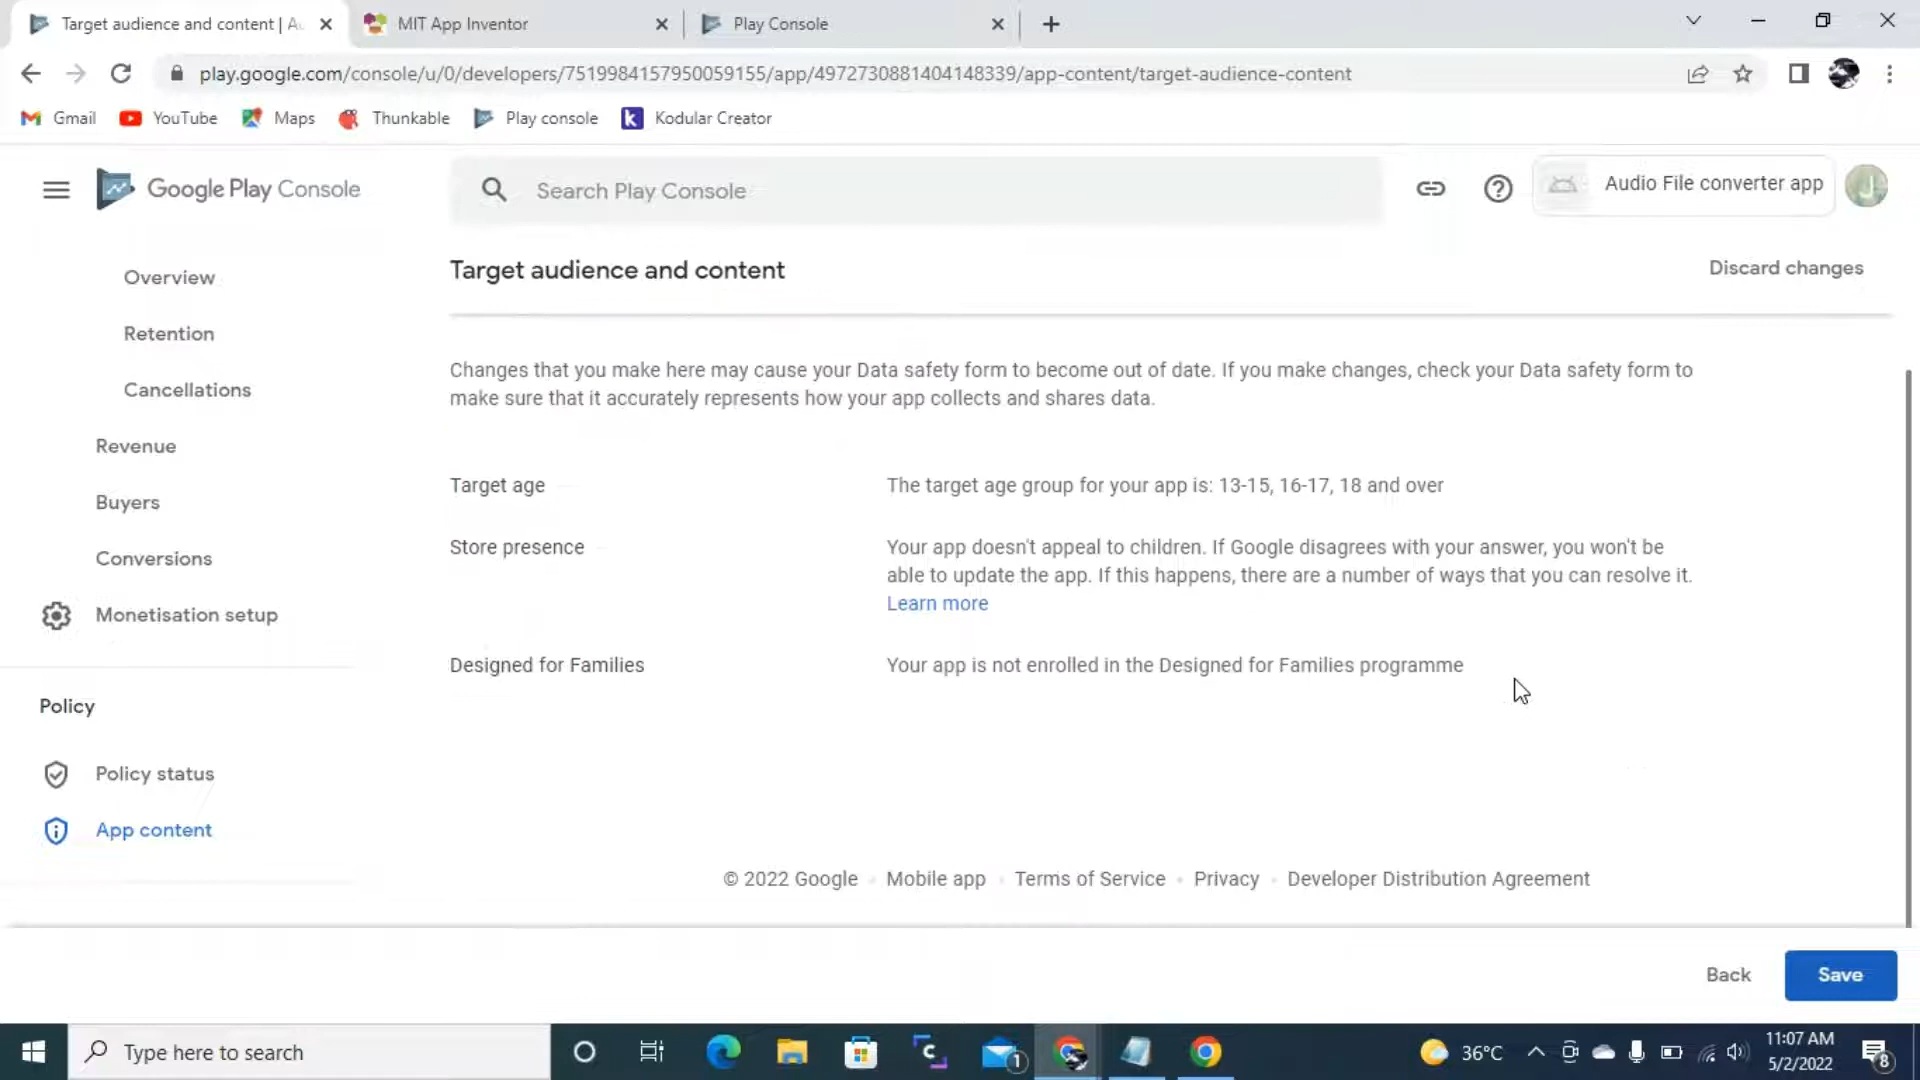 Target audience and content | Au
MIT App Inventor
Play Console
play.google.com/console/u/0/developers/7519984157950059155/app/4972730881404148339/app-content/target-audience-content
Gmail
YouTube
Maps
Thunkable
Play console
k
Kodular Creator
Google Play Console
Search Play Console
Audio File converter app
J
Overview
Retention
Cancellations
Revenue
Buyers
Conversions
Monetisation setup
Policy
Policy status
App content
Target audience and content
Discard changes
Changes that you make here may cause your Data safety form to become out of date. If you make changes, check your Data safety form to
make sure that it accurately represents how your app collects and shares data.
Target age
The target age group for your app is: 13-15, 16-17, 18 and over
Store presence
Your app doesn't appeal to children. If Google disagrees with your answer, you won't be
able to update the app. If this happens, there are a number of ways that you can resolve it.
Learn more
Designed for Families
Your app is not enrolled in the Designed for Families programme
© 2022 Google
Mobile app
Terms of Service
Privacy
Developer Distribution Agreement
Back
Save
Type here to search
1
36°C
11:07 AM
5/2/2022
8